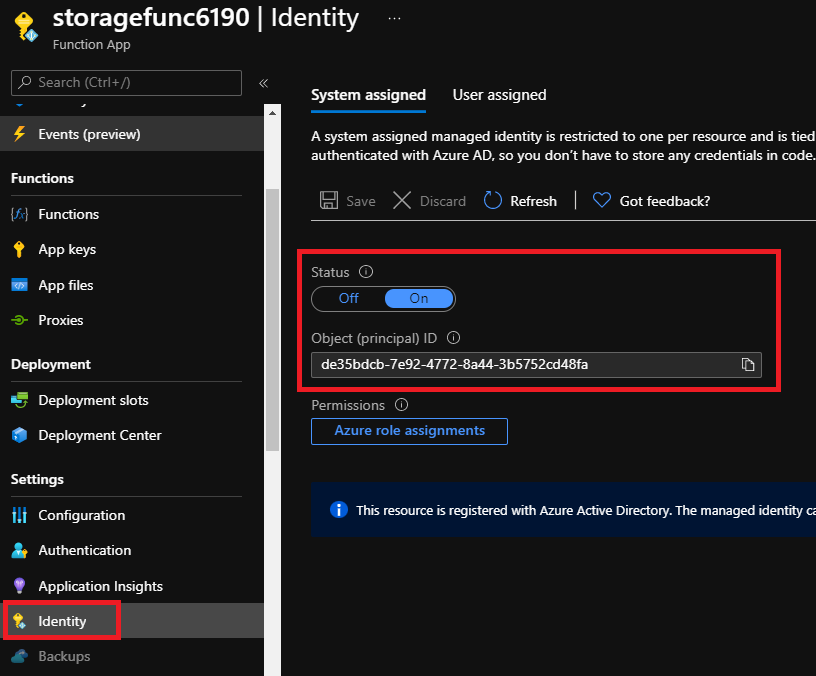 storagefunc6190 | Identity ...
Function App
Search (Ctrl+/)
«
Events (preview)
Functions
Functions
App keys
App files
Proxies
Deployment
Deployment slots
Deployment Center
Settings
Configuration
Authentication
Application Insights
Identity
Backups
System assigned User assigned
A system assigned managed identity is restricted to one per resource and is tied
authenticated with Azure AD, so you don't have to store any credentials in code.
Save Discard Refresh | Got feedback?
Status
Off On
Object (principal) ID
de35bdcb-7e92-4772-8a44-3b5752cd48fa
Permissions
Azure role assignments
This resource is registered with Azure Active Directory. The managed identity ca